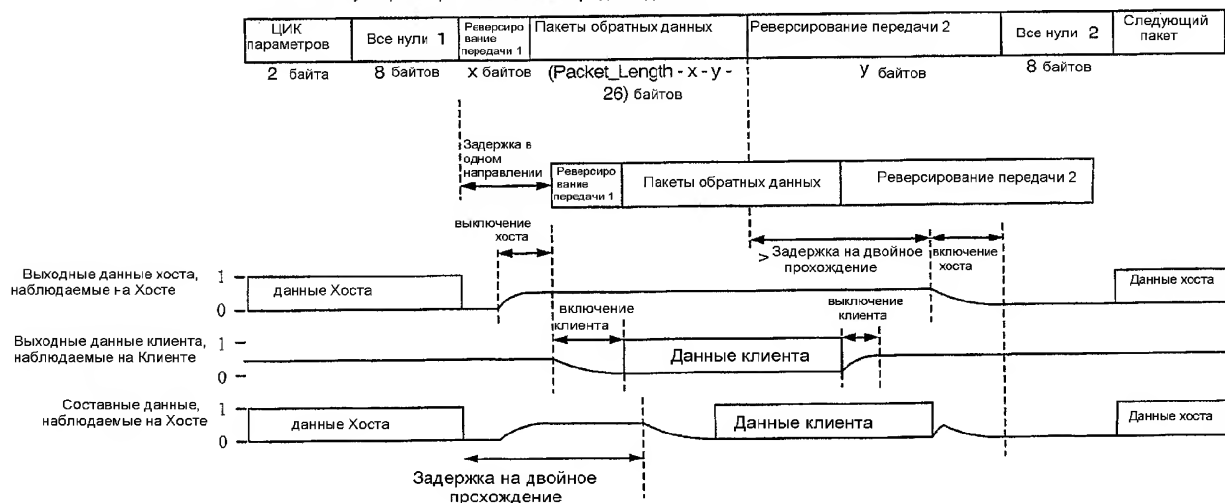 ЦИК
параметров
Все нули 1
Реверсиро
вание
передачи 1
Пакеты обратных данных
Реверсирование передачи 2
Все нули 2
Следующий
пакет
2 байта
8 байтов
x байтов
(Packet_Length - x - y -
26) байтов
y байтов
8 байтов
Задержка в
одном
направлении
Реверсиро
вание
передачи 1
Пакеты обратных данных
Реверсирование передачи 2
выключение
хоста
> Задержка на двойное
прохождение
включение
хоста
Выходные данные хоста,
наблюдаемые на Хосте
1
0
данные Хоста
Данные хоста
включение
клиента
выключение
клиента
Выходные данные клиента,
наблюдаемые на Клиенте
1
0
Данные клиента
Составные данные,
наблюдаемые на Хосте
1
0
данные Хоста
Данные клиента
Данные хоста
Задержка на двойное
прохождение